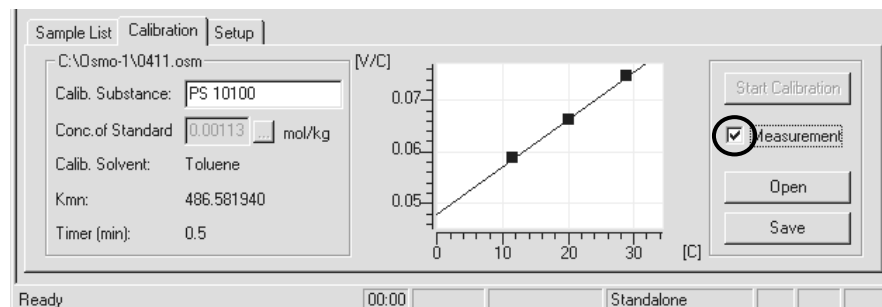 Sample List Calibration Setup
C:\Osmo-1\0411.osm
Calib. Substance: PS 10100
Conc.of Standard 0.00113 ... mol/kg
Calib. Solvent: Toluene
Kmn: 486.581940
Timer (min): 0.5
[V/C]
0.07
0.06
0.05
0 10 20 30 [C]
Start Calibration
Measurement
Open
Save
Ready 00:00 Standalone